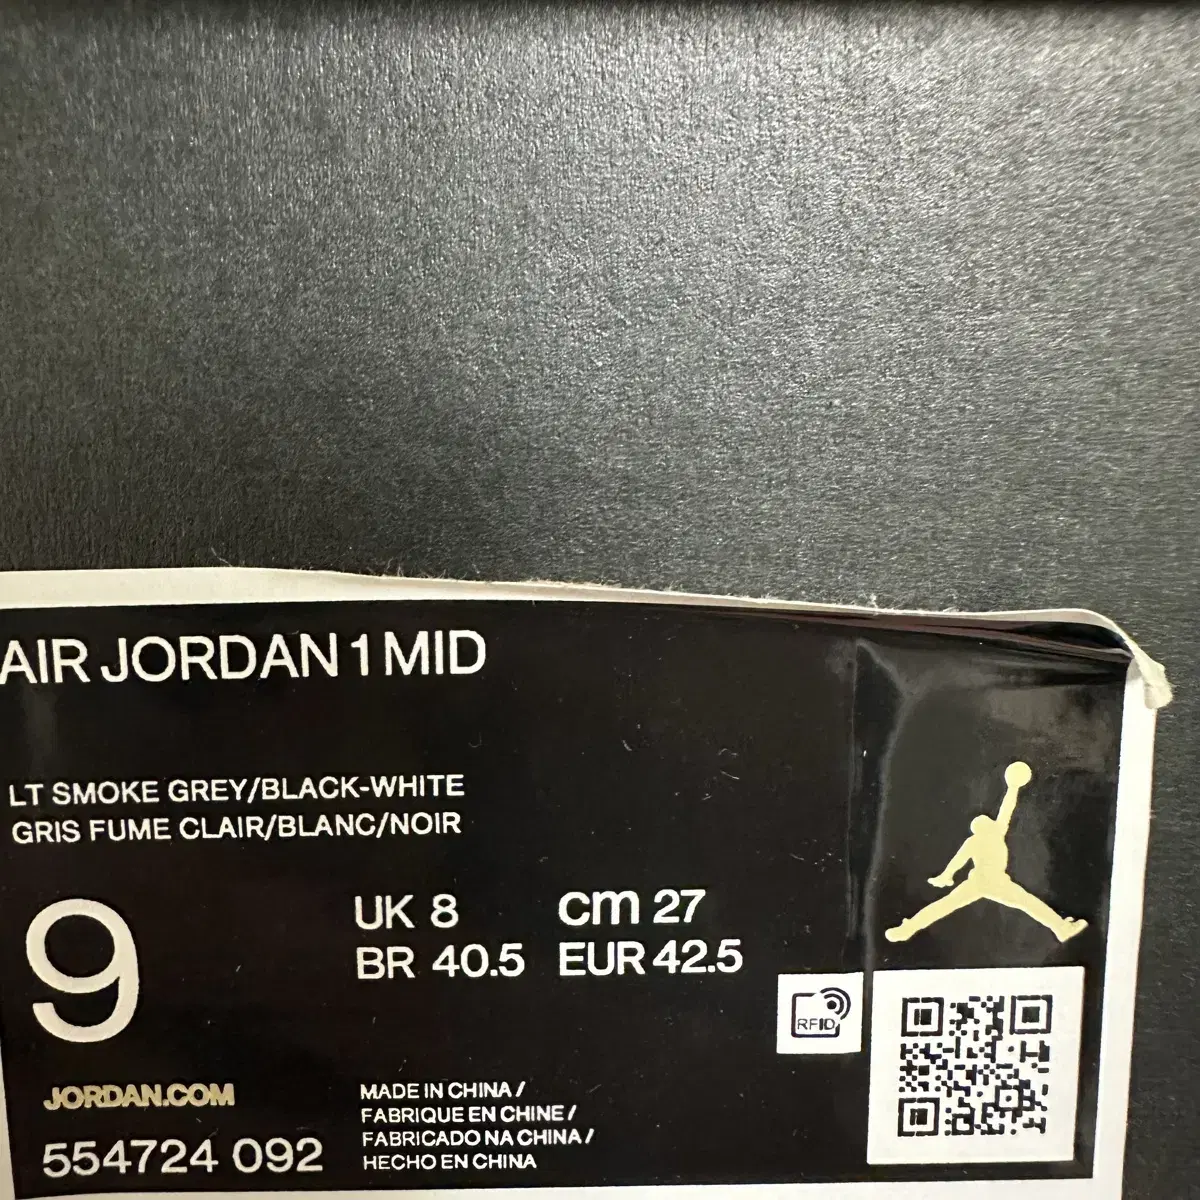 AIR JORDAN 1 MID
LT SMOKE GREY/BLACK-WHITE
GRIS FUME CLAIR/BLANC/NOIR
9
UK 8
cm 27
BR 40.5
EUR 42.5
RFID
JORDAN.COM
554724 092
MADE IN CHINA /
FABRIQUE EN CHINE /
FABRICADO NA CHINA /
HECHO EN CHINA